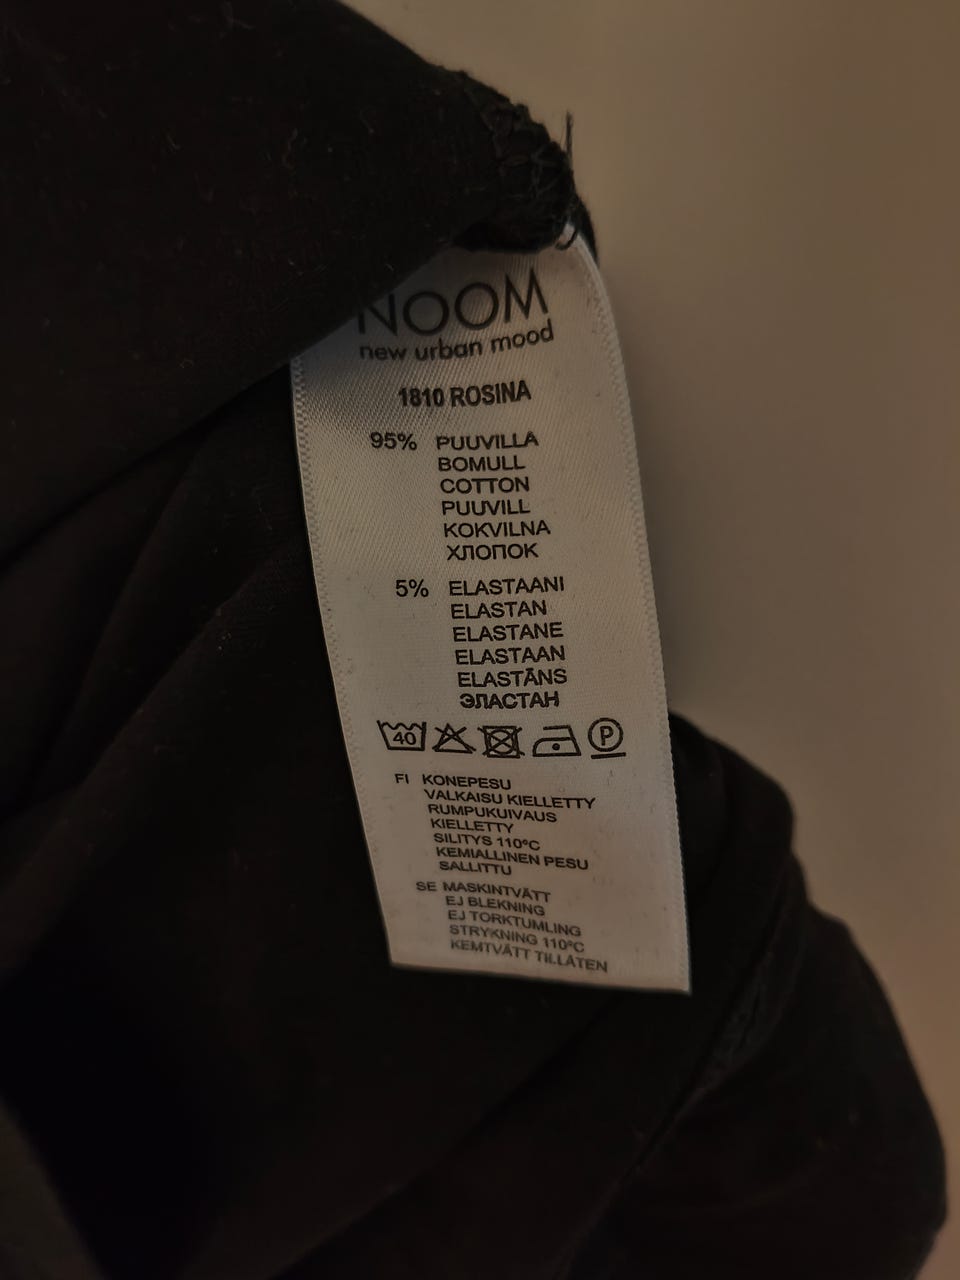 NOOM
new urban mood
1810 ROSINA
95% PUUVILLA
BOMULL
COTTON
PUUVILL
KOKVILNA
ХЛОПОК
5% ELASTAANI
ELASTAN
ELASTANE
ELASTAAN
ELASTĀNS
ЭЛАСТАН
40 P
FI KONEPESU
VALKAISU KIELLETTY
RUMPUKUIVAUS
KIELLETTY
SILITYS 110°C
KEMIALLINEN PESU
SALLITTU
SE MASKINTVÄTT
EJ BLEKNING
EJ TORKTUMLING
STRYKNING 110°C
KEMTVÄTT TILLÅTEN